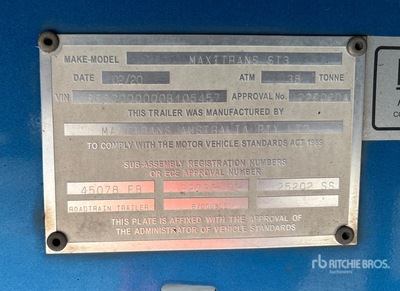 MAKE-MODEL MAXITRANS ST3
DATE 02/20 ATM 38 TONNE
VIN APPROVAL No.
THIS TRAILER WAS MANUFACTURED BY
MAXITRANS AUSTRALIA PTY
TO COMPLY WITH THE MOTOR VEHICLE STANDARDS ACT 1989
SUB-ASSEMBLY REGISTRATION NUMBERS
OR ECE APPROVAL NUMBER
45078 EB 25202 SS
ROADTRAIN TRAILER
THIS PLATE IS AFFIXED WITH THE APPROVAL OF
THE ADMINISTRATOR OF VEHICLE STANDARDS
rb RITCHIE BROS.
Auctioneers